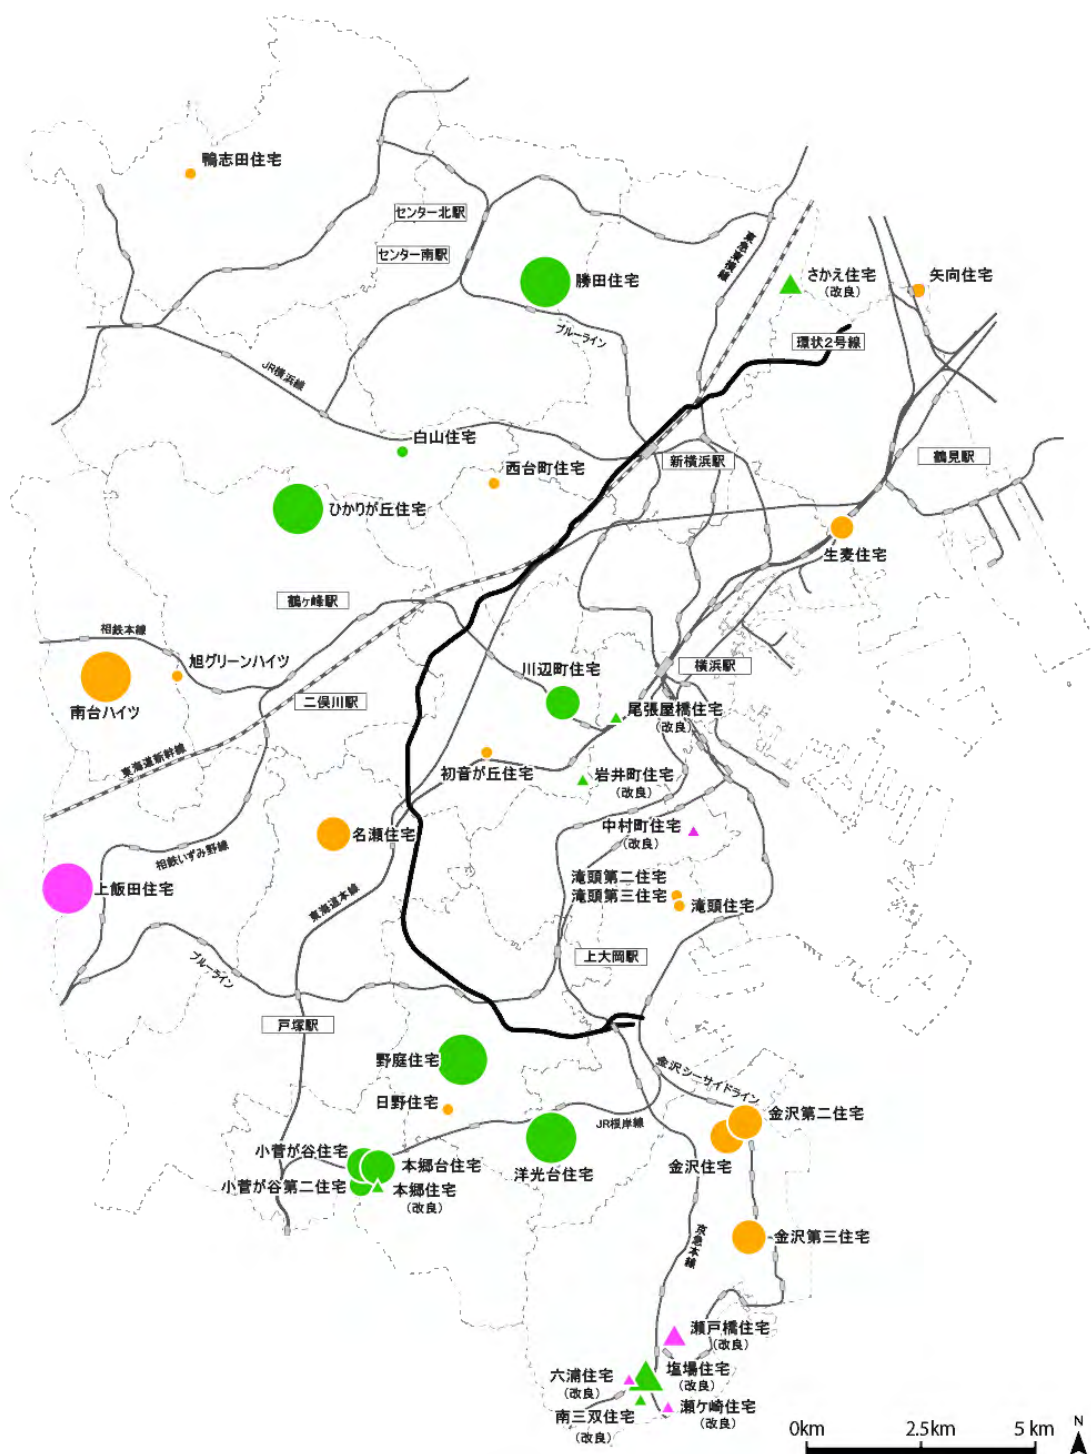 鴨志田住宅
センター北駅
センター南駅
東急東横線
勝田住宅
さかえ住宅
(改良)
矢向住宅
ブルーライン
環状2号線
JR横浜線
白山住宅
西台町住宅
新横浜駅
鶴見駅
ひかりが丘住宅
生麦住宅
鶴ヶ峰駅
相鉄本線
旭グリーンハイツ
川辺町住宅
横浜駅
南台ハイツ
二俣川駅
尾張屋橋住宅
(改良)
東海道新幹線
初音が丘住宅
岩井町住宅
(改良)
名瀬住宅
中村町住宅
(改良)
相鉄いずみ野線
上飯田住宅
滝頭第二住宅
滝頭第三住宅
滝頭住宅
東海道本線
上大岡駅
ブルーライン
戸塚駅
野庭住宅
金沢シーサイドライン
日野住宅
JR根岸線
金沢第二住宅
小菅が谷住宅
本郷台住宅
洋光台住宅
金沢住宅
小菅が谷第二住宅
本郷住宅
(改良)
京急本線
金沢第三住宅
瀬戸橋住宅
(改良)
六浦住宅
(改良)
塩場住宅
(改良)
南三双住宅
(改良)
瀬ケ崎住宅
(改良)
0km 2.5km 5 km
N